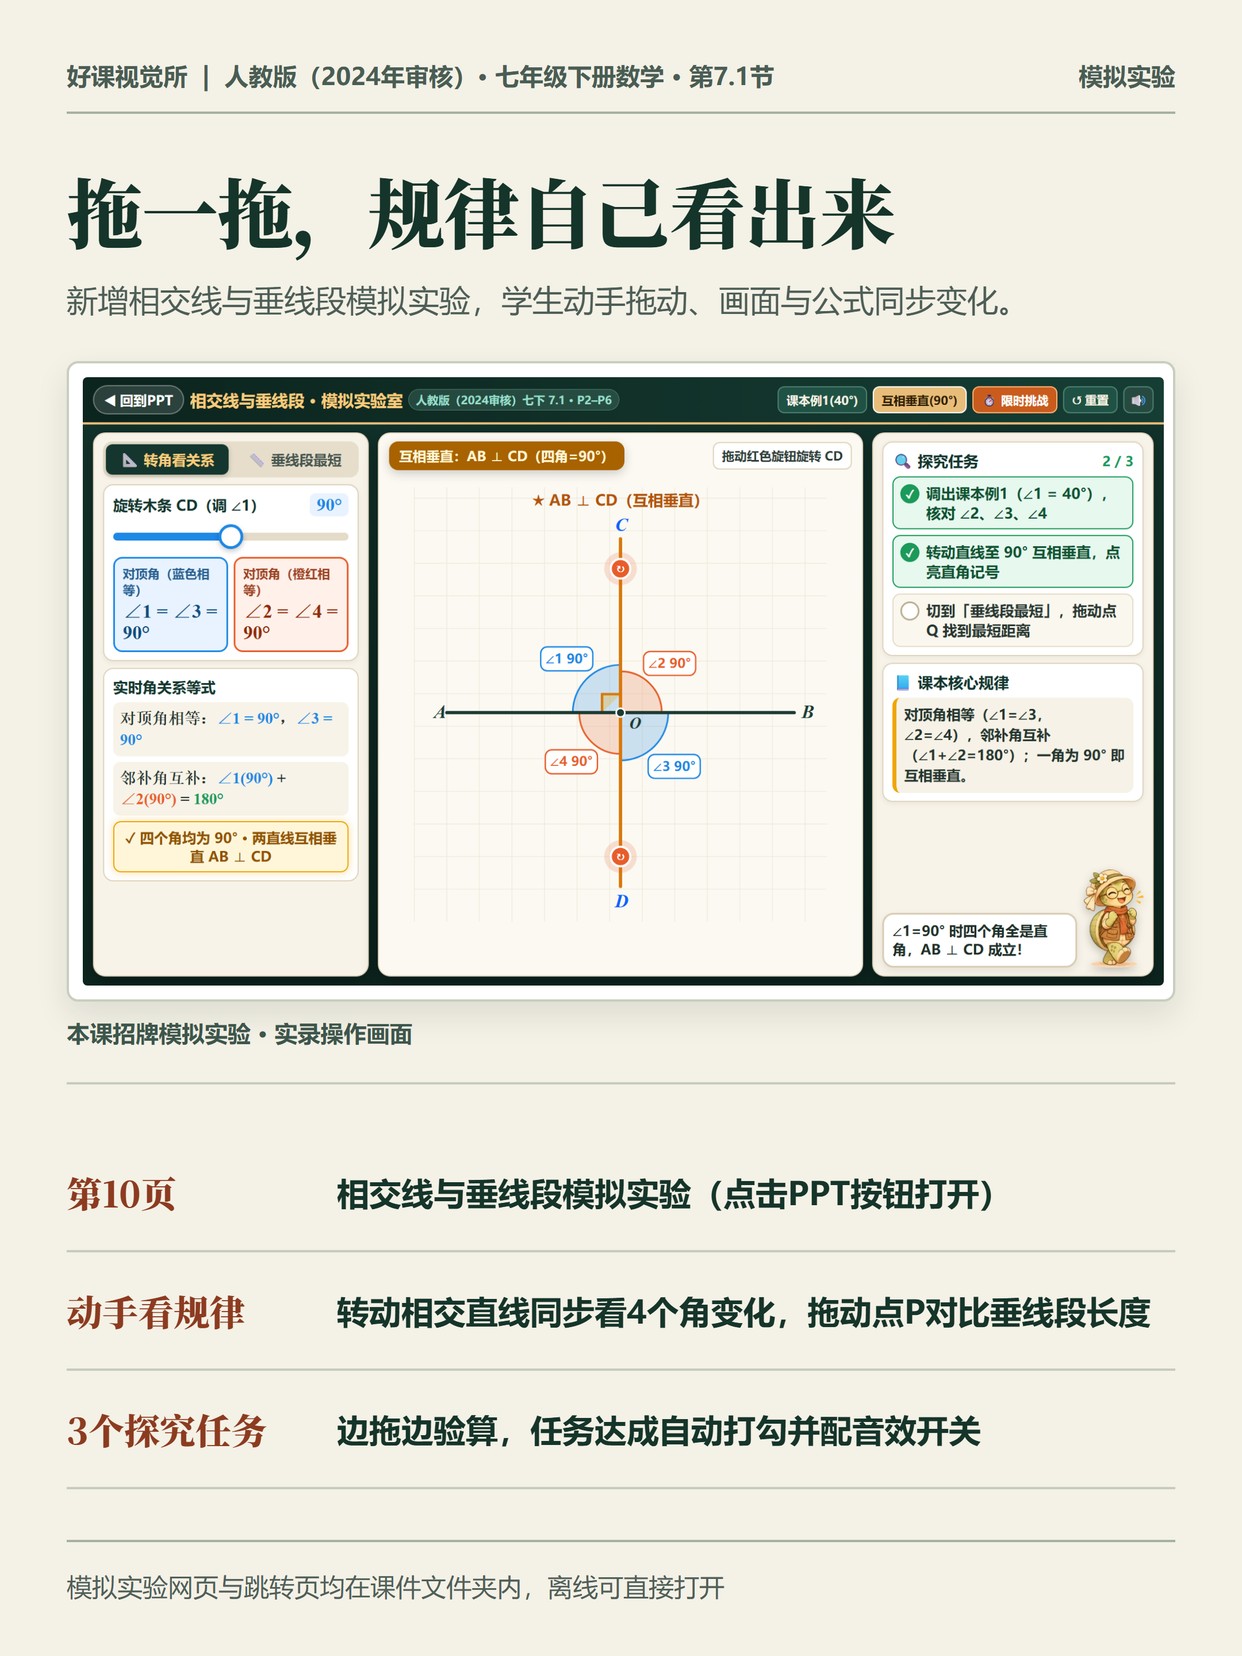 好课视觉所 | 人教版（2024年审核）• 七年级下册数学 • 第7.1节
模拟实验
拖一拖，规律自己看出来
新增相交线与垂线段模拟实验，学生动手拖动、画面与公式同步变化。
◀ 回到PPT
相交线与垂线段 • 模拟实验室
人教版（2024审核）七下 7.1 • P2–P6
课本例1(40°)
互相垂直(90°)
限时挑战
↺ 重置
转角看关系
垂线段最短
旋转木条 CD（调 ∠1）
90°
对顶角（蓝色相
等）
∠1 = ∠3 =
90°
对顶角（橙红相
等）
∠2 = ∠4 =
90°
实时角关系等式
对顶角相等：∠1 = 90°，∠3 =
90°
邻补角互补：∠1(90°) +
∠2(90°) = 180°
✓ 四个角均为 90° • 两直线互相垂
直 AB ⊥ CD
互相垂直：AB ⊥ CD（四角=90°）
拖动红色旋钮旋转 CD
★ AB ⊥ CD（互相垂直）
C
∠1 90°
∠2 90°
A
O
B
∠4 90°
∠3 90°
D
探究任务
2 / 3
调出课本例1（∠1 = 40°），
核对 ∠2、∠3、∠4
转动直线至 90° 互相垂直，点
亮直角记号
切到「垂线段最短」，拖动点
Q 找到最短距离
课本核心规律
对顶角相等（∠1=∠3，
∠2=∠4），邻补角互补
（∠1+∠2=180°）；一角为 90° 即
互相垂直。
∠1=90° 时四个角全是直
角，AB ⊥ CD 成立！
本课招牌模拟实验 • 实录操作画面
第10页
相交线与垂线段模拟实验（点击PPT按钮打开）
动手看规律
转动相交直线同步看4个角变化，拖动点P对比垂线段长度
3个探究任务
边拖边验算，任务达成自动打勾并配音效开关
模拟实验网页与跳转页均在课件文件夹内，离线可直接打开